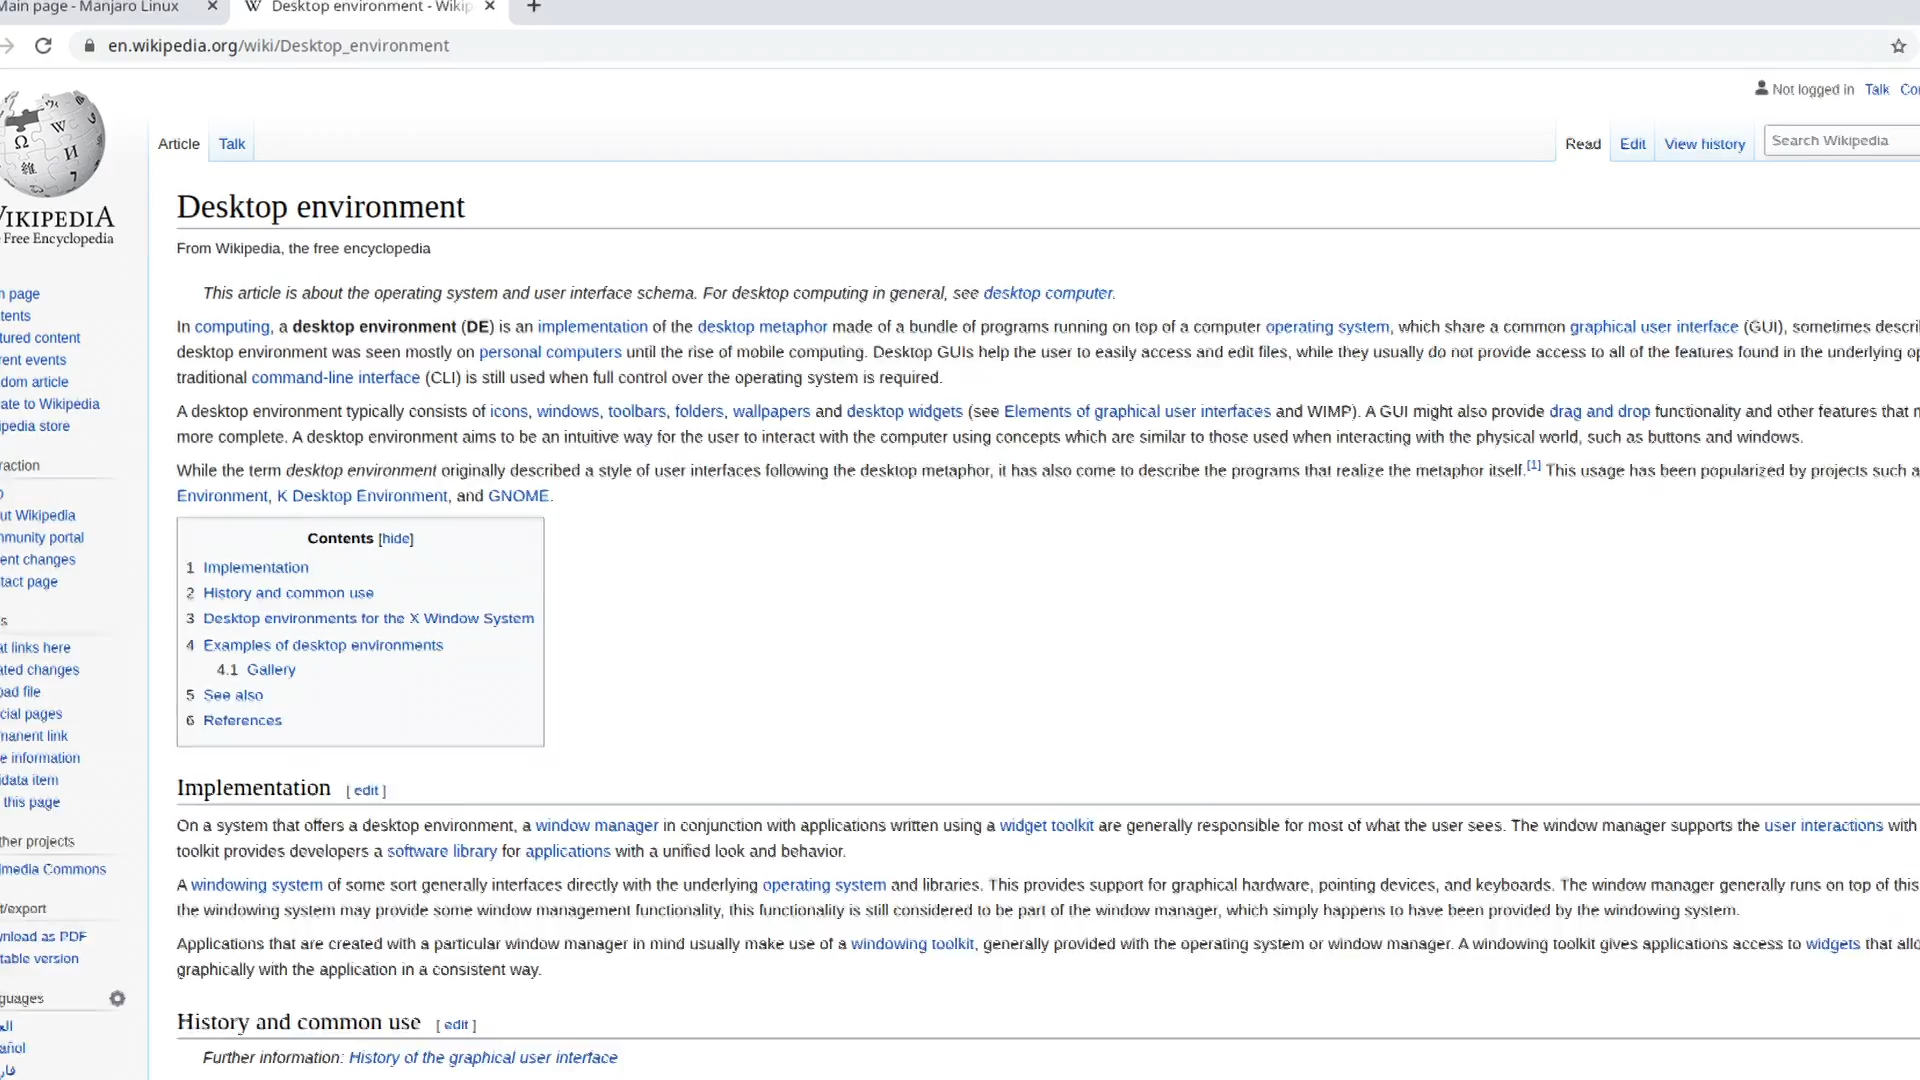 Main page - Manjaro Linux
Desktop environment - Wikip
en.wikipedia.org/wiki/Desktop_environment
Not logged in Talk
Article Talk
Read Edit View history Search Wikipedia
WIKIPEDIA
Free Encyclopedia
Desktop environment
From Wikipedia, the free encyclopedia
This article is about the operating system and user interface schema. For desktop computing in general, see desktop computer.
In computing, a desktop environment (DE) is an implementation of the desktop metaphor made of a bundle of programs running on top of a computer operating system, which share a common graphical user interface (GUI), sometimes descri
desktop environment was seen mostly on personal computers until the rise of mobile computing. Desktop GUIs help the user to easily access and edit files, while they usually do not provide access to all of the features found in the underlying op
traditional command-line interface (CLI) is still used when full control over the operating system is required.
A desktop environment typically consists of icons, windows, toolbars, folders, wallpapers and desktop widgets (see Elements of graphical user interfaces and WIMP). A GUI might also provide drag and drop functionality and other features that m
more complete. A desktop environment aims to be an intuitive way for the user to interact with the computer using concepts which are similar to those used when interacting with the physical world, such as buttons and windows.
While the term desktop environment originally described a style of user interfaces following the desktop metaphor, it has also come to describe the programs that realize the metaphor itself.[1] This usage has been popularized by projects such a
Environment, K Desktop Environment, and GNOME.
Contents [hide]
1 Implementation
2 History and common use
3 Desktop environments for the X Window System
4 Examples of desktop environments
4.1 Gallery
5 See also
6 References
Implementation [ edit ]
On a system that offers a desktop environment, a window manager in conjunction with applications written using a widget toolkit are generally responsible for most of what the user sees. The window manager supports the user interactions with
toolkit provides developers a software library for applications with a unified look and behavior.
A windowing system of some sort generally interfaces directly with the underlying operating system and libraries. This provides support for graphical hardware, pointing devices, and keyboards. The window manager generally runs on top of this
the windowing system may provide some window management functionality, this functionality is still considered to be part of the window manager, which simply happens to have been provided by the windowing system.
Applications that are created with a particular window manager in mind usually make use of a windowing toolkit, generally provided with the operating system or window manager. A windowing toolkit gives applications access to widgets that allo
graphically with the application in a consistent way.
History and common use [ edit ]
Further information: History of the graphical user interface
n page
tents
tured content
rent events
dom article
ate to Wikipedia
ipedia store
raction
ut Wikipedia
mmunity portal
ent changes
tact page
s
at links here
ated changes
oad file
cial pages
manent link
e information
idata item
this page
ther projects
imedia Commons
t/export
wnload as PDF
table version
guages
añol